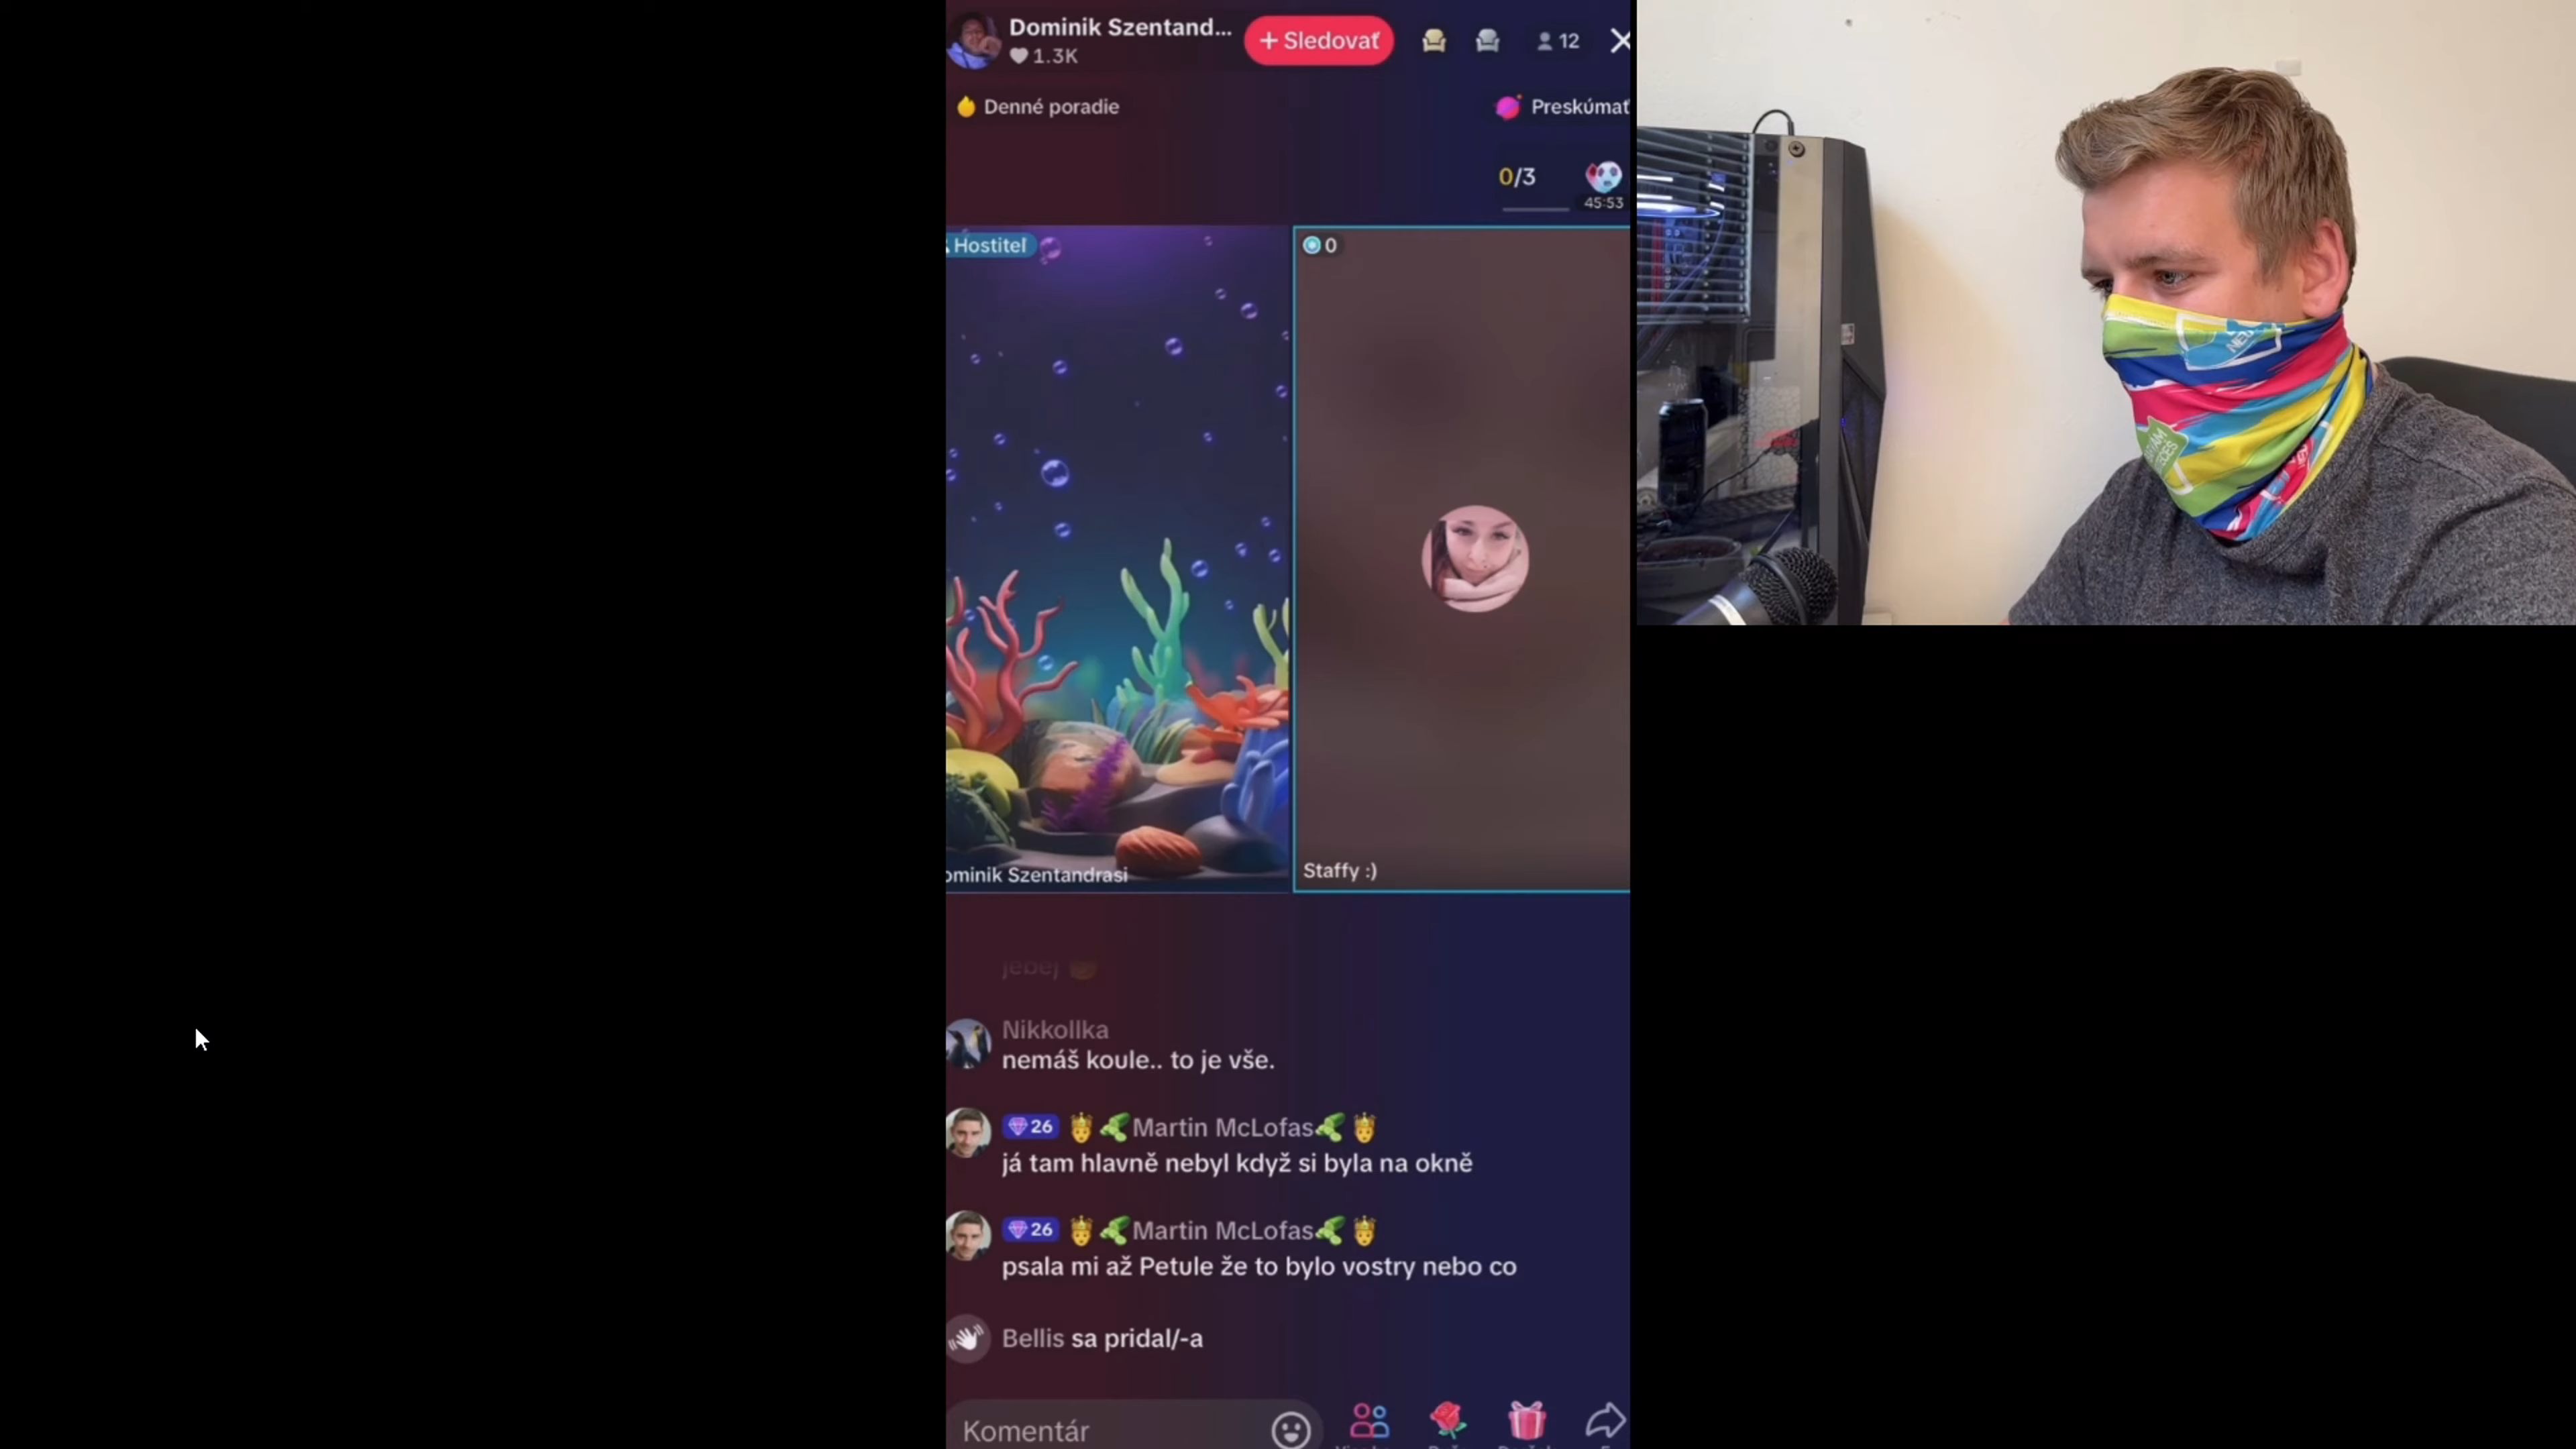 Dominik Szentand...
1.3K
+ Sledovať
12
Denné poradie
Preskúmať
0/3
45:53
Hostiteľ
0
ominik Szentandrasi
Staffy :)
jebej
Nikkollka
nemáš koule.. to je vše.
26 Martin McLofas
já tam hlavně nebyl když si byla na okně
26 Martin McLofas
psala mi až Petule že to bylo vostry nebo co
Bellis sa pridal/-a
Komentár